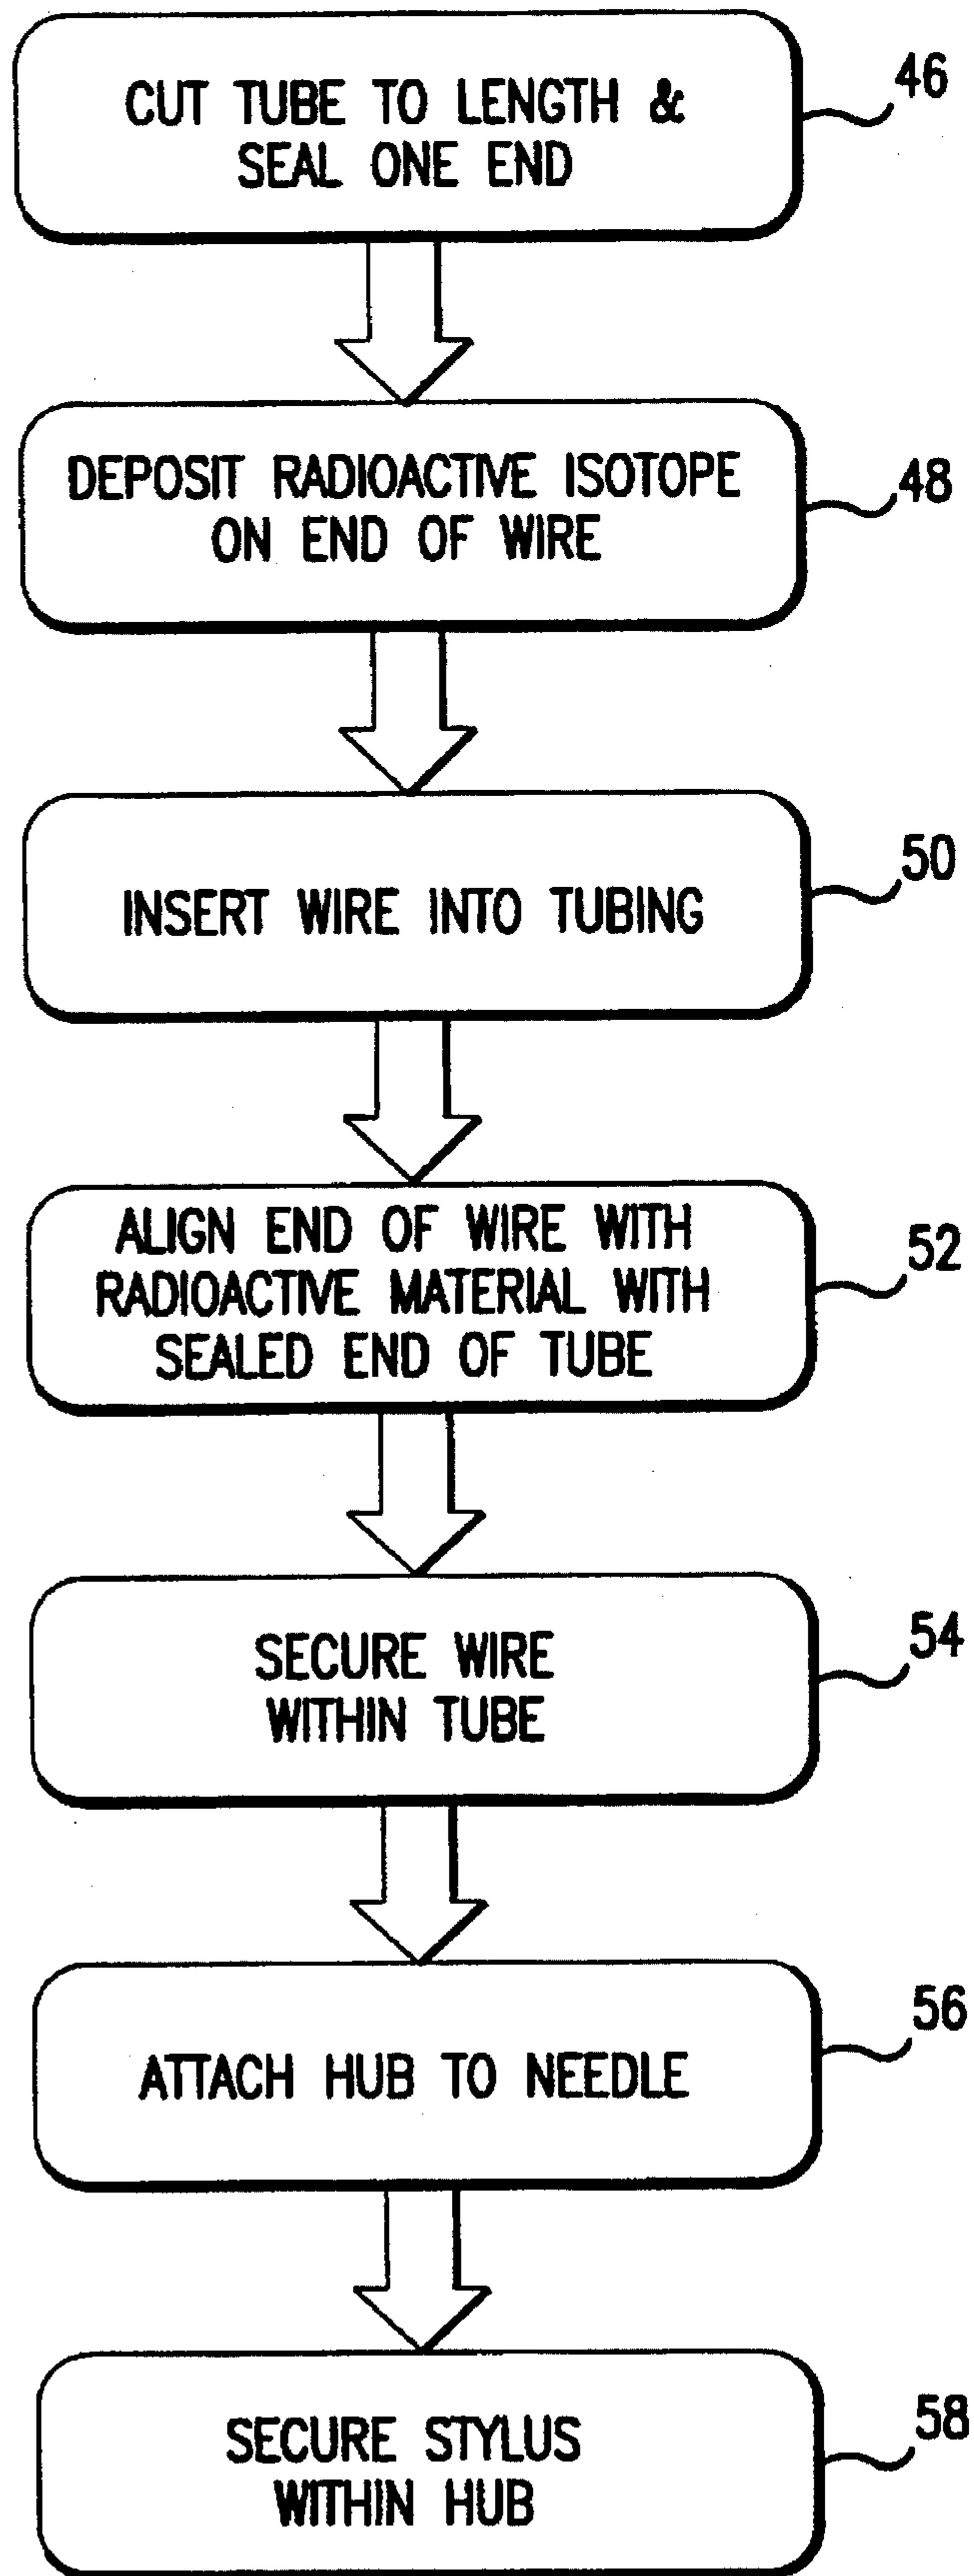 CUT TUBE TO LENGTH &
SEAL ONE END
46
DEPOSIT RADIOACTIVE ISOTOPE
ON END OF WIRE
48
INSERT WIRE INTO TUBING
50
ALIGN END OF WIRE WITH
RADIOACTIVE MATERIAL WITH
SEALED END OF TUBE
52
SECURE WIRE
WITHIN TUBE
54
ATTACH HUB TO NEEDLE
56
SECURE STYLUS
WITHIN HUB
58